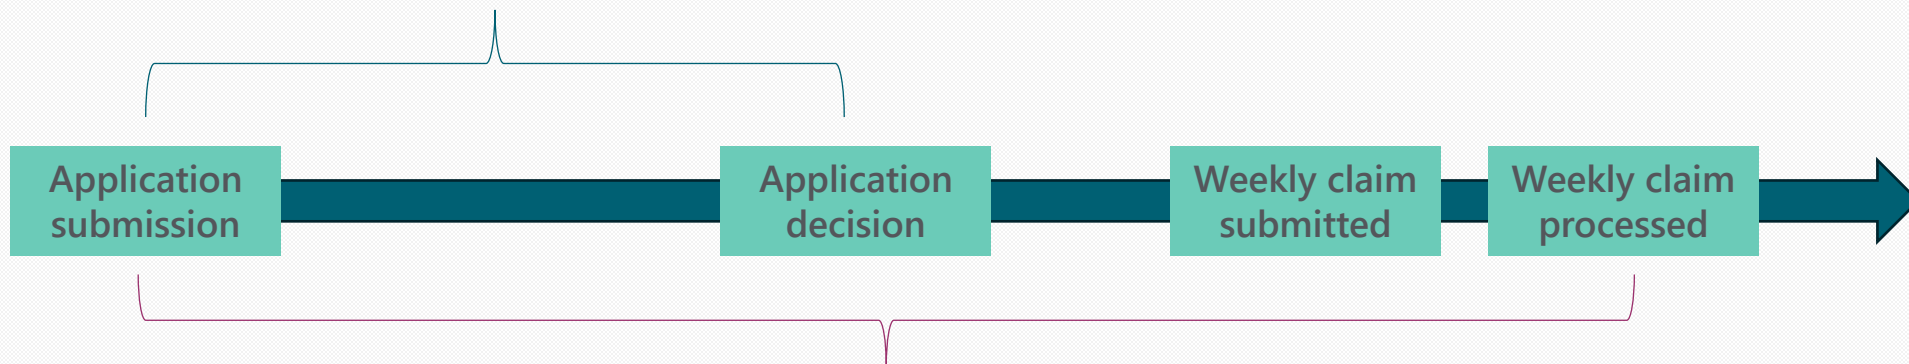 Application
submission
Application
decision
Weekly claim
submitted
Weekly claim
processed